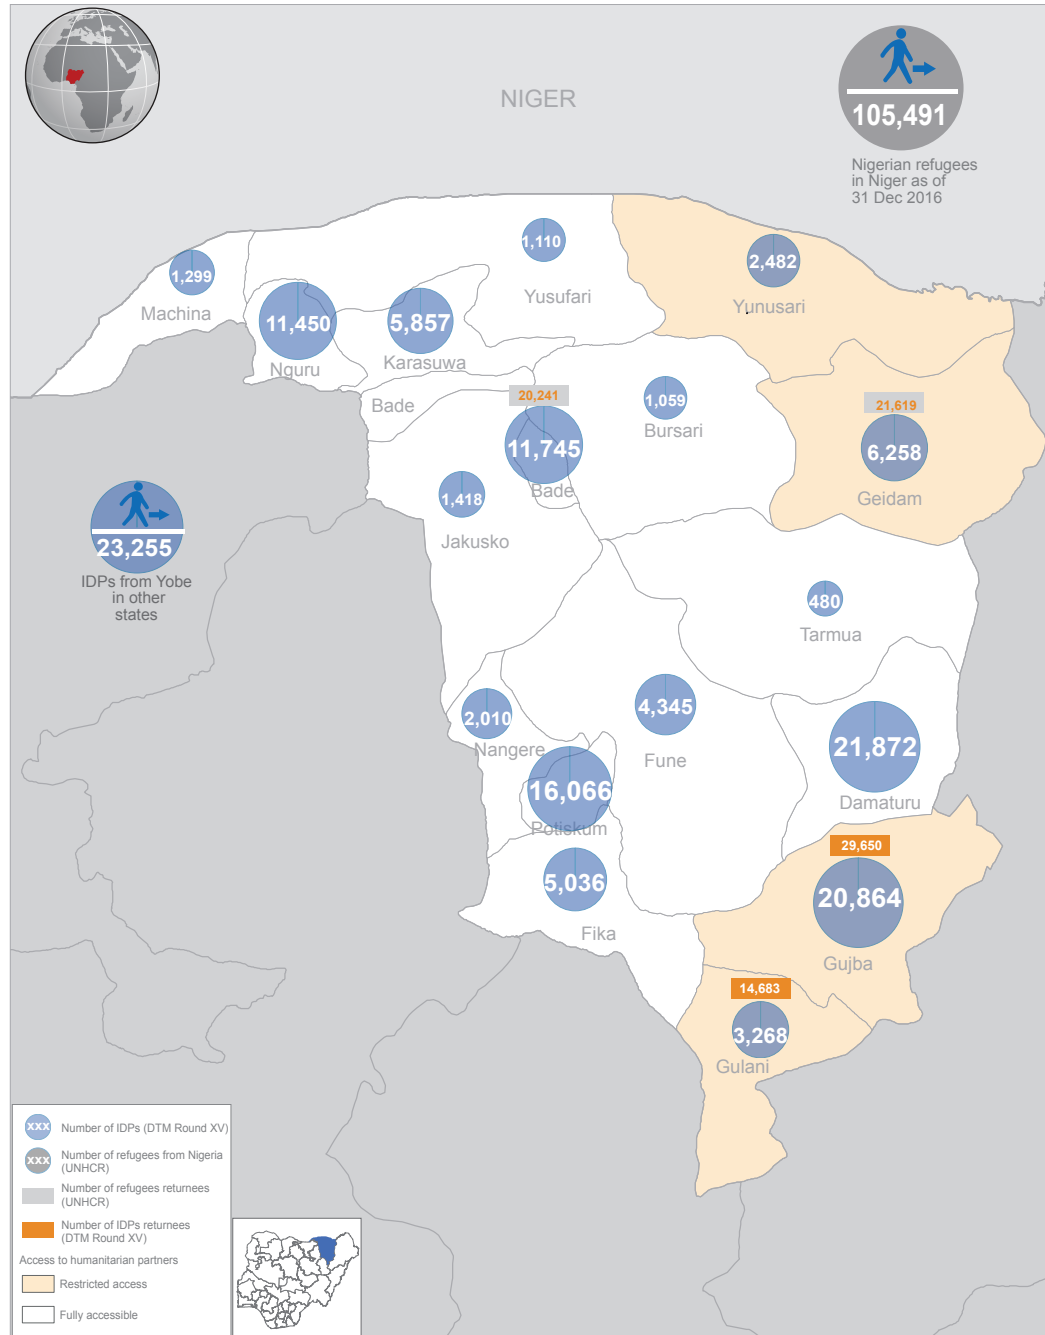 NIGER
105,491
Nigerian refugees
in Niger as of
31 Dec 2016
1,110
Yusufari
2,482
Yunusari
1,299
Machina
11,450
Nguru
5,857
Karasuwa
Bade
20,241
11,745
Bade
1,059
Bursari
21,619
6,258
Geidam
1,418
Jakusko
23,255
IDPs from Yobe
in other
states
480
Tarmua
2,010
Nangere
4,345
Fune
21,872
Damaturu
16,066
Potiskum
5,036
Fika
29,650
20,864
Gujba
14,683
3,268
Gulani
xxx Number of IDPs (DTM Round XV)
xxx Number of refugees from Nigeria
(UNHCR)
Number of refugees returnees
(UNHCR)
Number of IDPs returnees
(DTM Round XV)
Access to humanitarian partners
Restricted access
Fully accessible